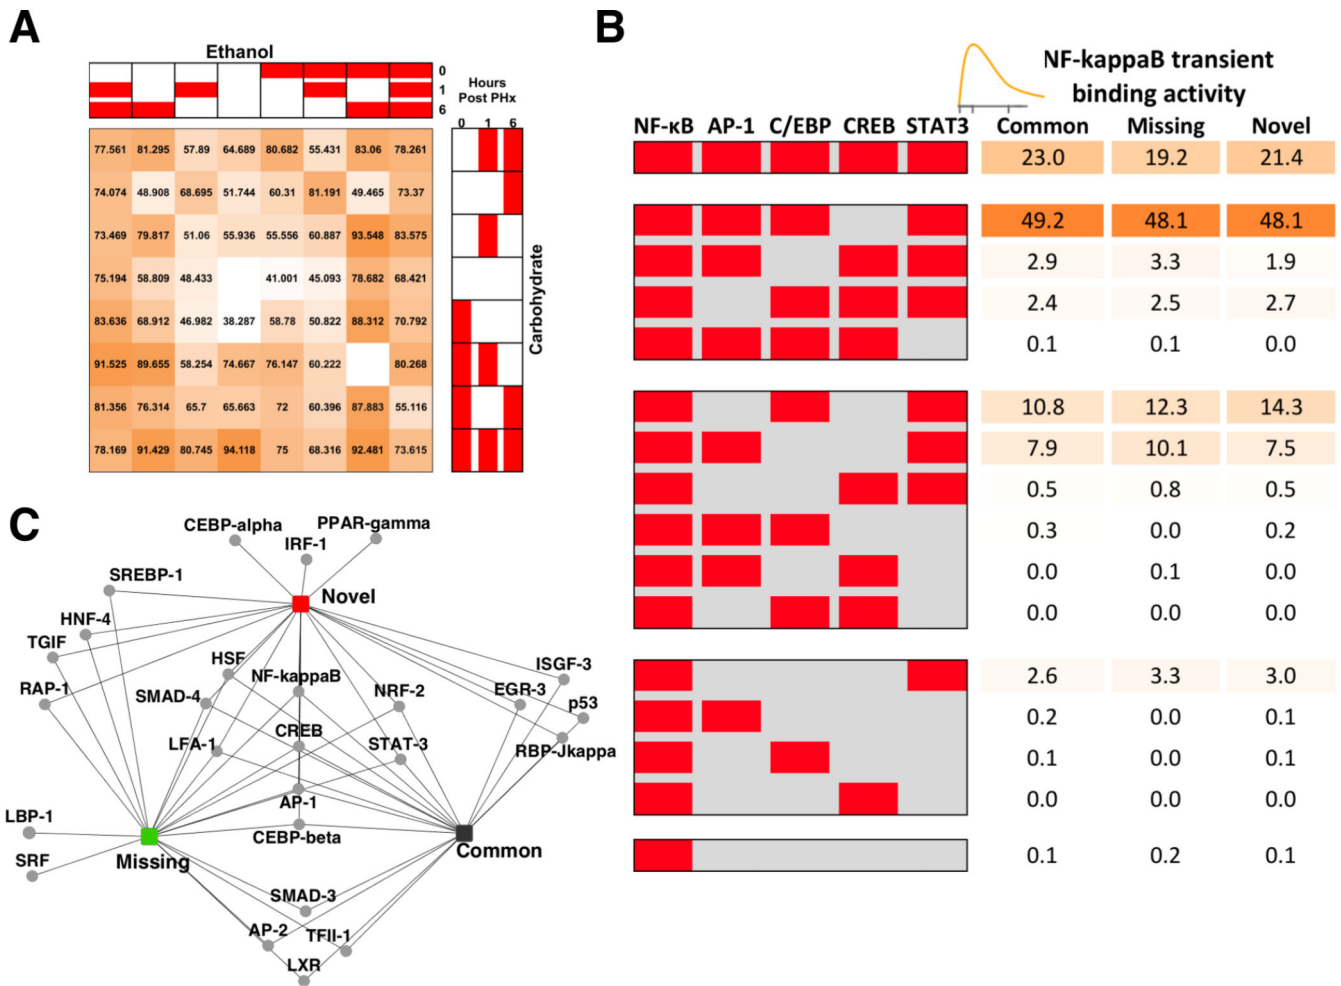 A
Ethanol
0
1
6
Hours
Post PHx
0 1 6
77.561 81.295 57.89 64.689 80.682 55.431 83.06 78.261
74.074 48.908 68.695 51.744 60.31 81.191 49.465 73.37
73.469 79.817 51.06 55.936 55.556 60.887 93.548 83.575
75.194 58.809 48.433 41.001 45.093 78.682 68.421
83.636 68.912 46.982 38.287 58.78 50.822 88.312 70.792
91.525 89.655 58.254 74.667 76.147 60.222 80.268
81.356 76.314 65.7 65.663 72 60.396 87.883 55.116
78.169 91.429 80.745 94.118 75 68.316 92.481 73.615
Carbohydrate
B
NF-kappaB transient
binding activity
NF-κB AP-1 C/EBP CREB STAT3 Common Missing Novel
23.0 19.2 21.4
49.2 48.1 48.1
2.9 3.3 1.9
2.4 2.5 2.7
0.1 0.1 0.0
10.8 12.3 14.3
7.9 10.1 7.5
0.5 0.8 0.5
0.3 0.0 0.2
0.0 0.1 0.0
0.0 0.0 0.0
2.6 3.3 3.0
0.2 0.0 0.1
0.1 0.0 0.1
0.0 0.0 0.0
0.1 0.2 0.1
C
CEBP-alpha
PPAR-gamma
IRF-1
SREBP-1
Novel
HNF-4
TGIF
HSF
NF-kappaB
ISGF-3
RAP-1
SMAD-4
NRF-2
EGR-3
p53
LFA-1
CREB
STAT-3
RBP-Jkappa
AP-1
LBP-1
CEBP-beta
SRF
Missing
Common
SMAD-3
AP-2
TFII-1
LXR